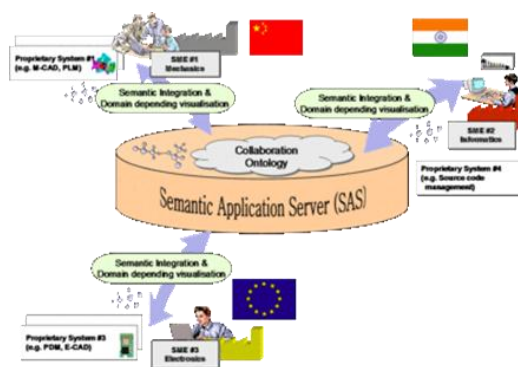 Proprietary System #1
(e.g. M-CAD, PLM)
SME #1
Mechanics
Semantic Integration &
Domain depending visualisation
Semantic Integration &
Domain depending visualisation
SME #2
Informatics
Collaboration
Ontology
Proprietary System #4
(e.g. Source code
management)
Semantic Application Server (SAS)
Semantic Integration &
Domain depending visualisation
Proprietary System #3
(e.g. PDM, E-CAD)
SME #3
Electronics